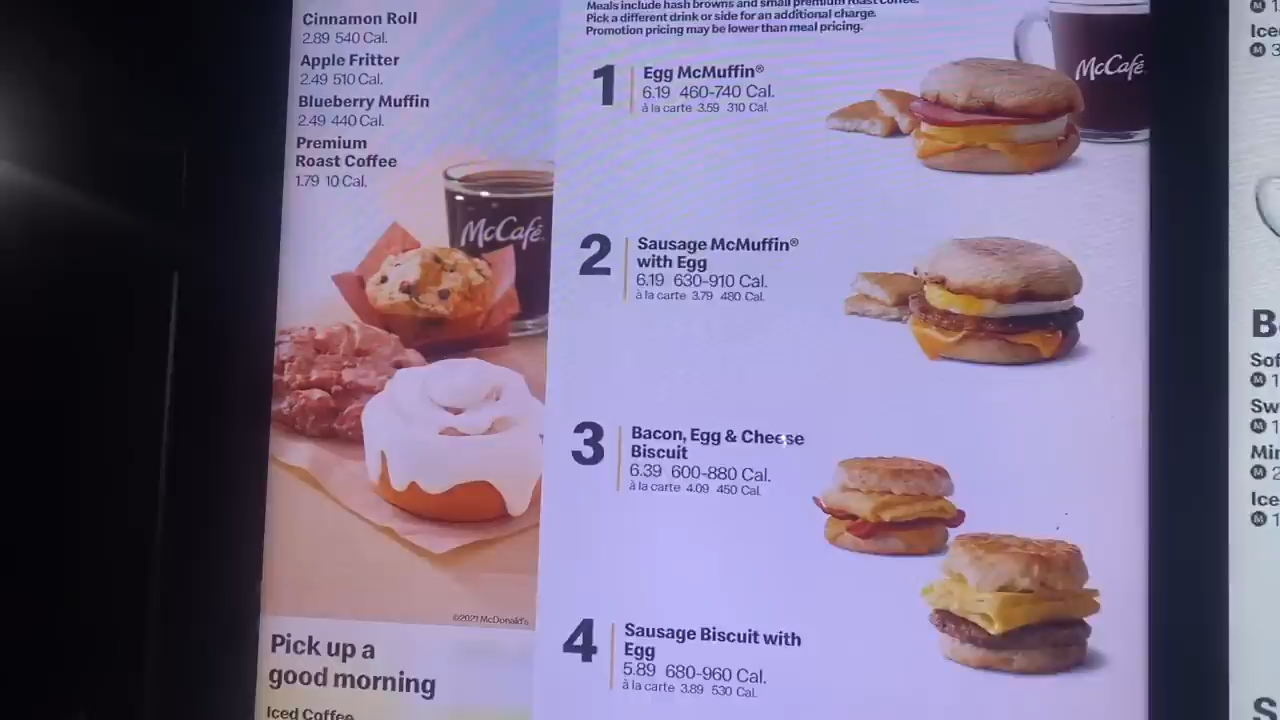 Cinnamon Roll
2.89 540 Cal.
Apple Fritter
2.49 510 Cal.
Blueberry Muffin
2.49 440 Cal.
Premium
Roast Coffee
1.79 10 Cal.
McCafé
©2021 McDonald's
Pick up a
good morning
Iced Coffee
Meals include hash browns and small premium roast coffee.
Pick a different drink or side for an additional charge.
Promotion pricing may be lower than meal pricing.
McCafé
1
Egg McMuffin®
6.19 460-740 Cal.
à la carte 3.59 310 Cal.
2
Sausage McMuffin®
with Egg
6.19 630-910 Cal.
à la carte 3.79 480 Cal.
3
Bacon, Egg & Cheese
Biscuit
6.39 600-880 Cal.
à la carte 4.09 450 Cal.
4
Sausage Biscuit with
Egg
5.89 680-960 Cal.
à la carte 3.89 530 Cal.